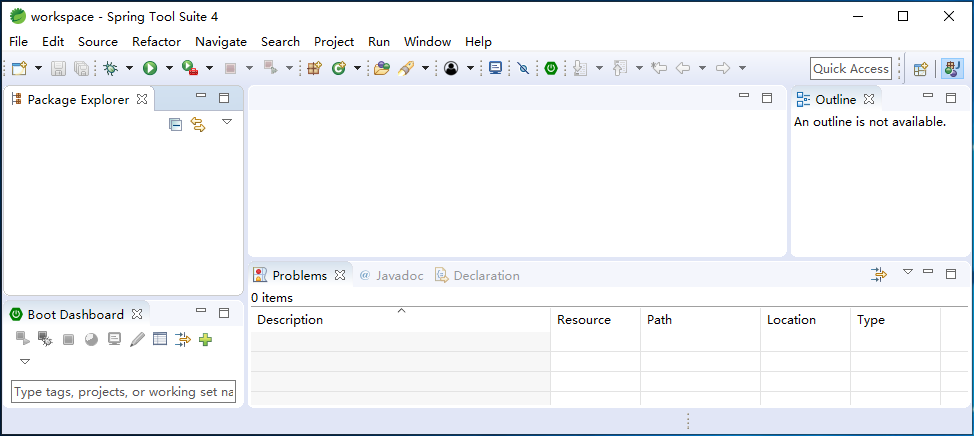 workspace - Spring Tool Suite 4
File Edit Source Refactor Navigate Search Project Run Window Help
Quick Access
Package Explorer
Outline
An outline is not available.
Problems @ Javadoc Declaration
0 items
Description Resource Path Location Type
Boot Dashboard
Type tags, projects, or working set na